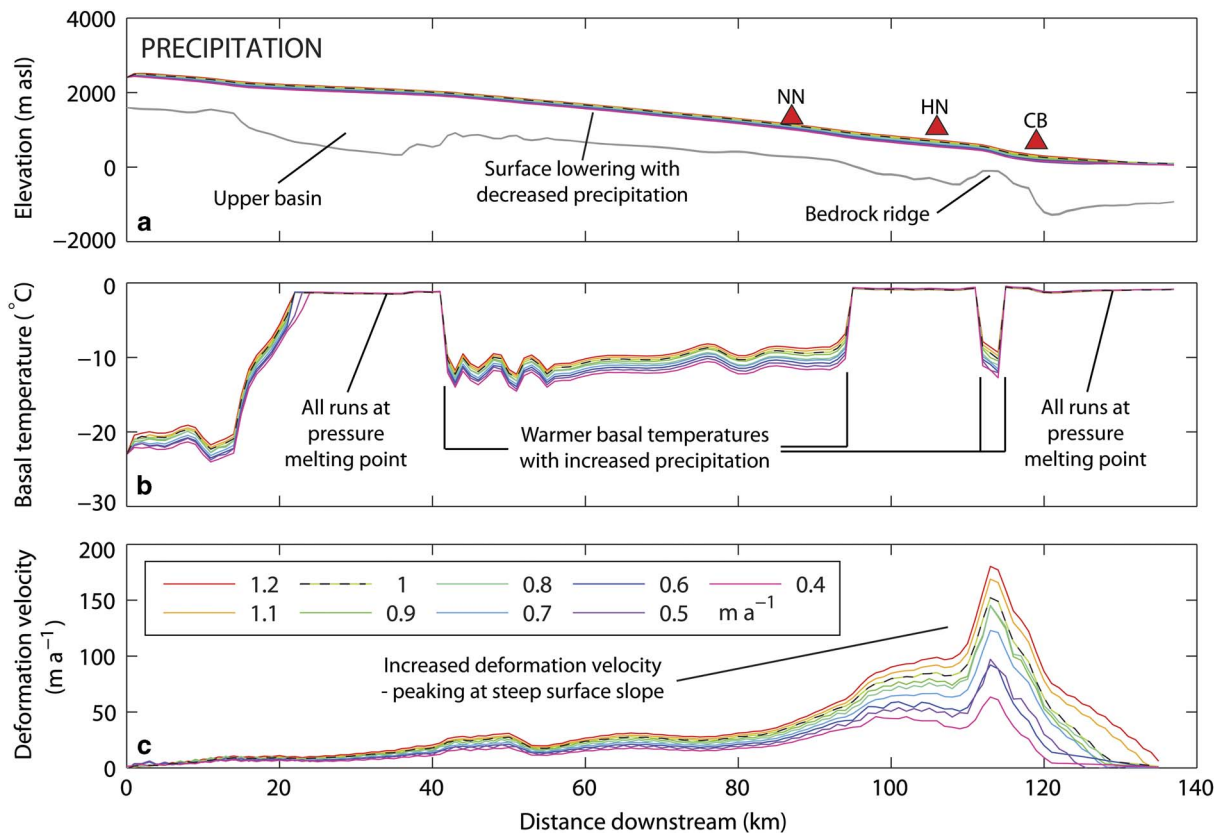 PRECIPITATION
Elevation (m asl)
4000
2000
0
−2000
NN
HN
CB
Upper basin
Surface lowering with
decreased precipitation
Bedrock ridge
a
Basal temperature (°C)
0
−10
−20
−30
All runs at
pressure
melting point
Warmer basal temperatures
with increased precipitation
All runs at
pressure
melting point
b
Deformation velocity
(m a⁻¹)
200
150
100
50
0
1.2 1 0.8 0.6 0.4
1.1 0.9 0.7 0.5 m a⁻¹
Increased deformation velocity
- peaking at steep surface slope
c
0 20 40 60 80 100 120 140
Distance downstream (km)